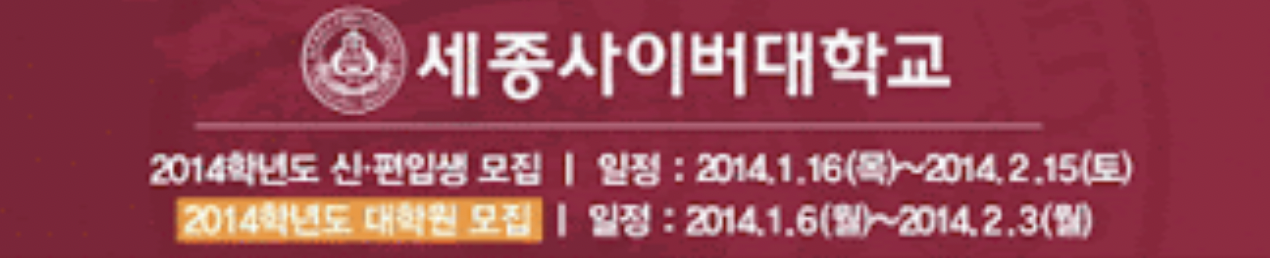 세종사이버대학교
2014학년도 신·편입생 모집 | 일정 : 2014.1.16(목)~2014.2.15(토)
2014학년도 대학원 모집 | 일정 : 2014.1.6(월)~2014.2.3(월)